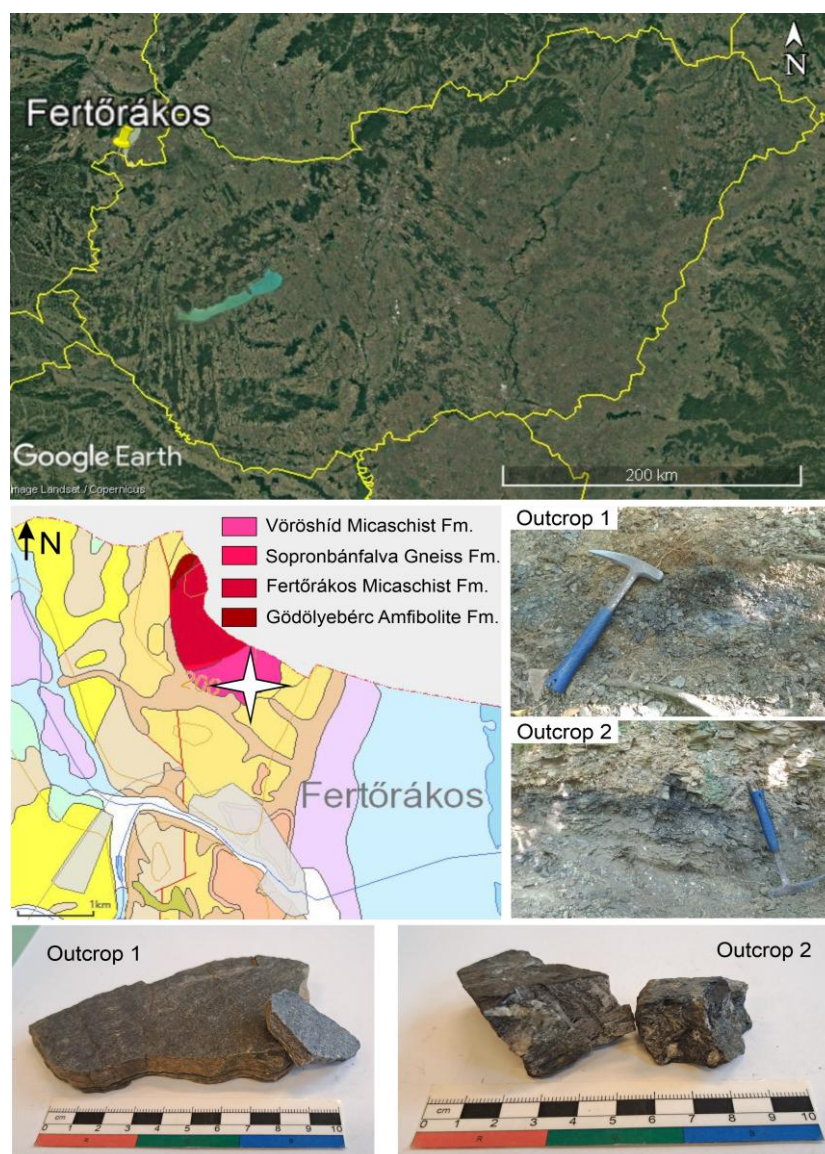 Fertőrákos
N
Google Earth
Image Landsat / Copernicus
200 km
N
Vöröshíd Micaschist Fm.
Sopronbánfalva Gneiss Fm.
Fertőrákos Micaschist Fm.
Gödölyebérc Amfibolite Fm.
200
Fertőrákos
1km
Outcrop 1
Outcrop 2
Outcrop 1
cm
0 1 2 3 4 5 6 7 8 9 10
R G B
Outcrop 2
cm
0 1 2 3 4 5 6 7 8 9 10
R G B